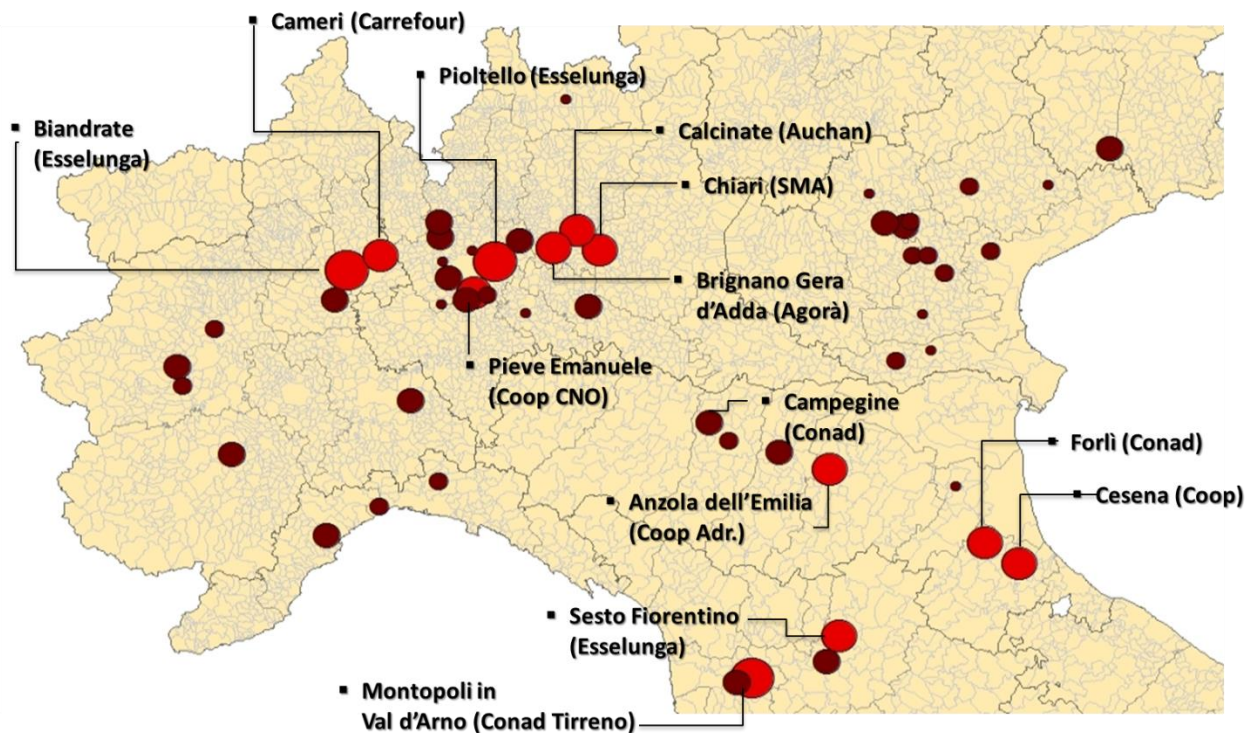 ▪ Cameri (Carrefour)
▪ Pioltello (Esselunga)
▪ Biandrate
(Esselunga)
▪ Calcinate (Auchan)
▪ Chiari (SMA)
▪ Brignano Gera
d’Adda (Agorà)
▪ Pieve Emanuele
(Coop CNO)
▪ Campegine
(Conad)
▪ Forlì (Conad)
▪ Cesena (Coop)
▪ Anzola dell’Emilia
(Coop Adr.)
▪ Sesto Fiorentino
(Esselunga)
▪ Montopoli in
Val d’Arno (Conad Tirreno)